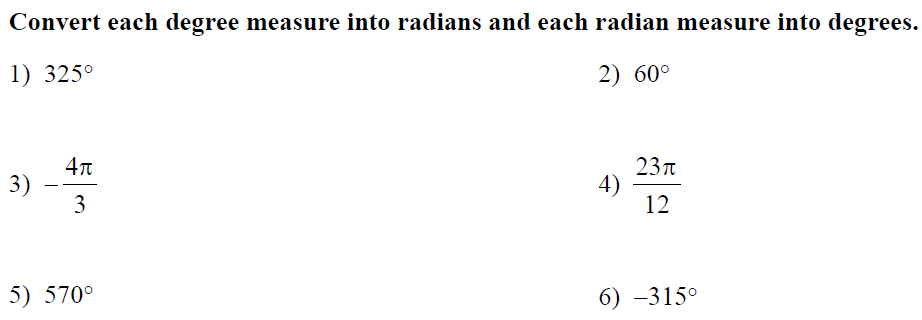 Convert each degree measure into radians and each radian measure into degrees.
1) 325°
2) 60°
3) −4π/3
4) 23π/12
5) 570°
6) −315°